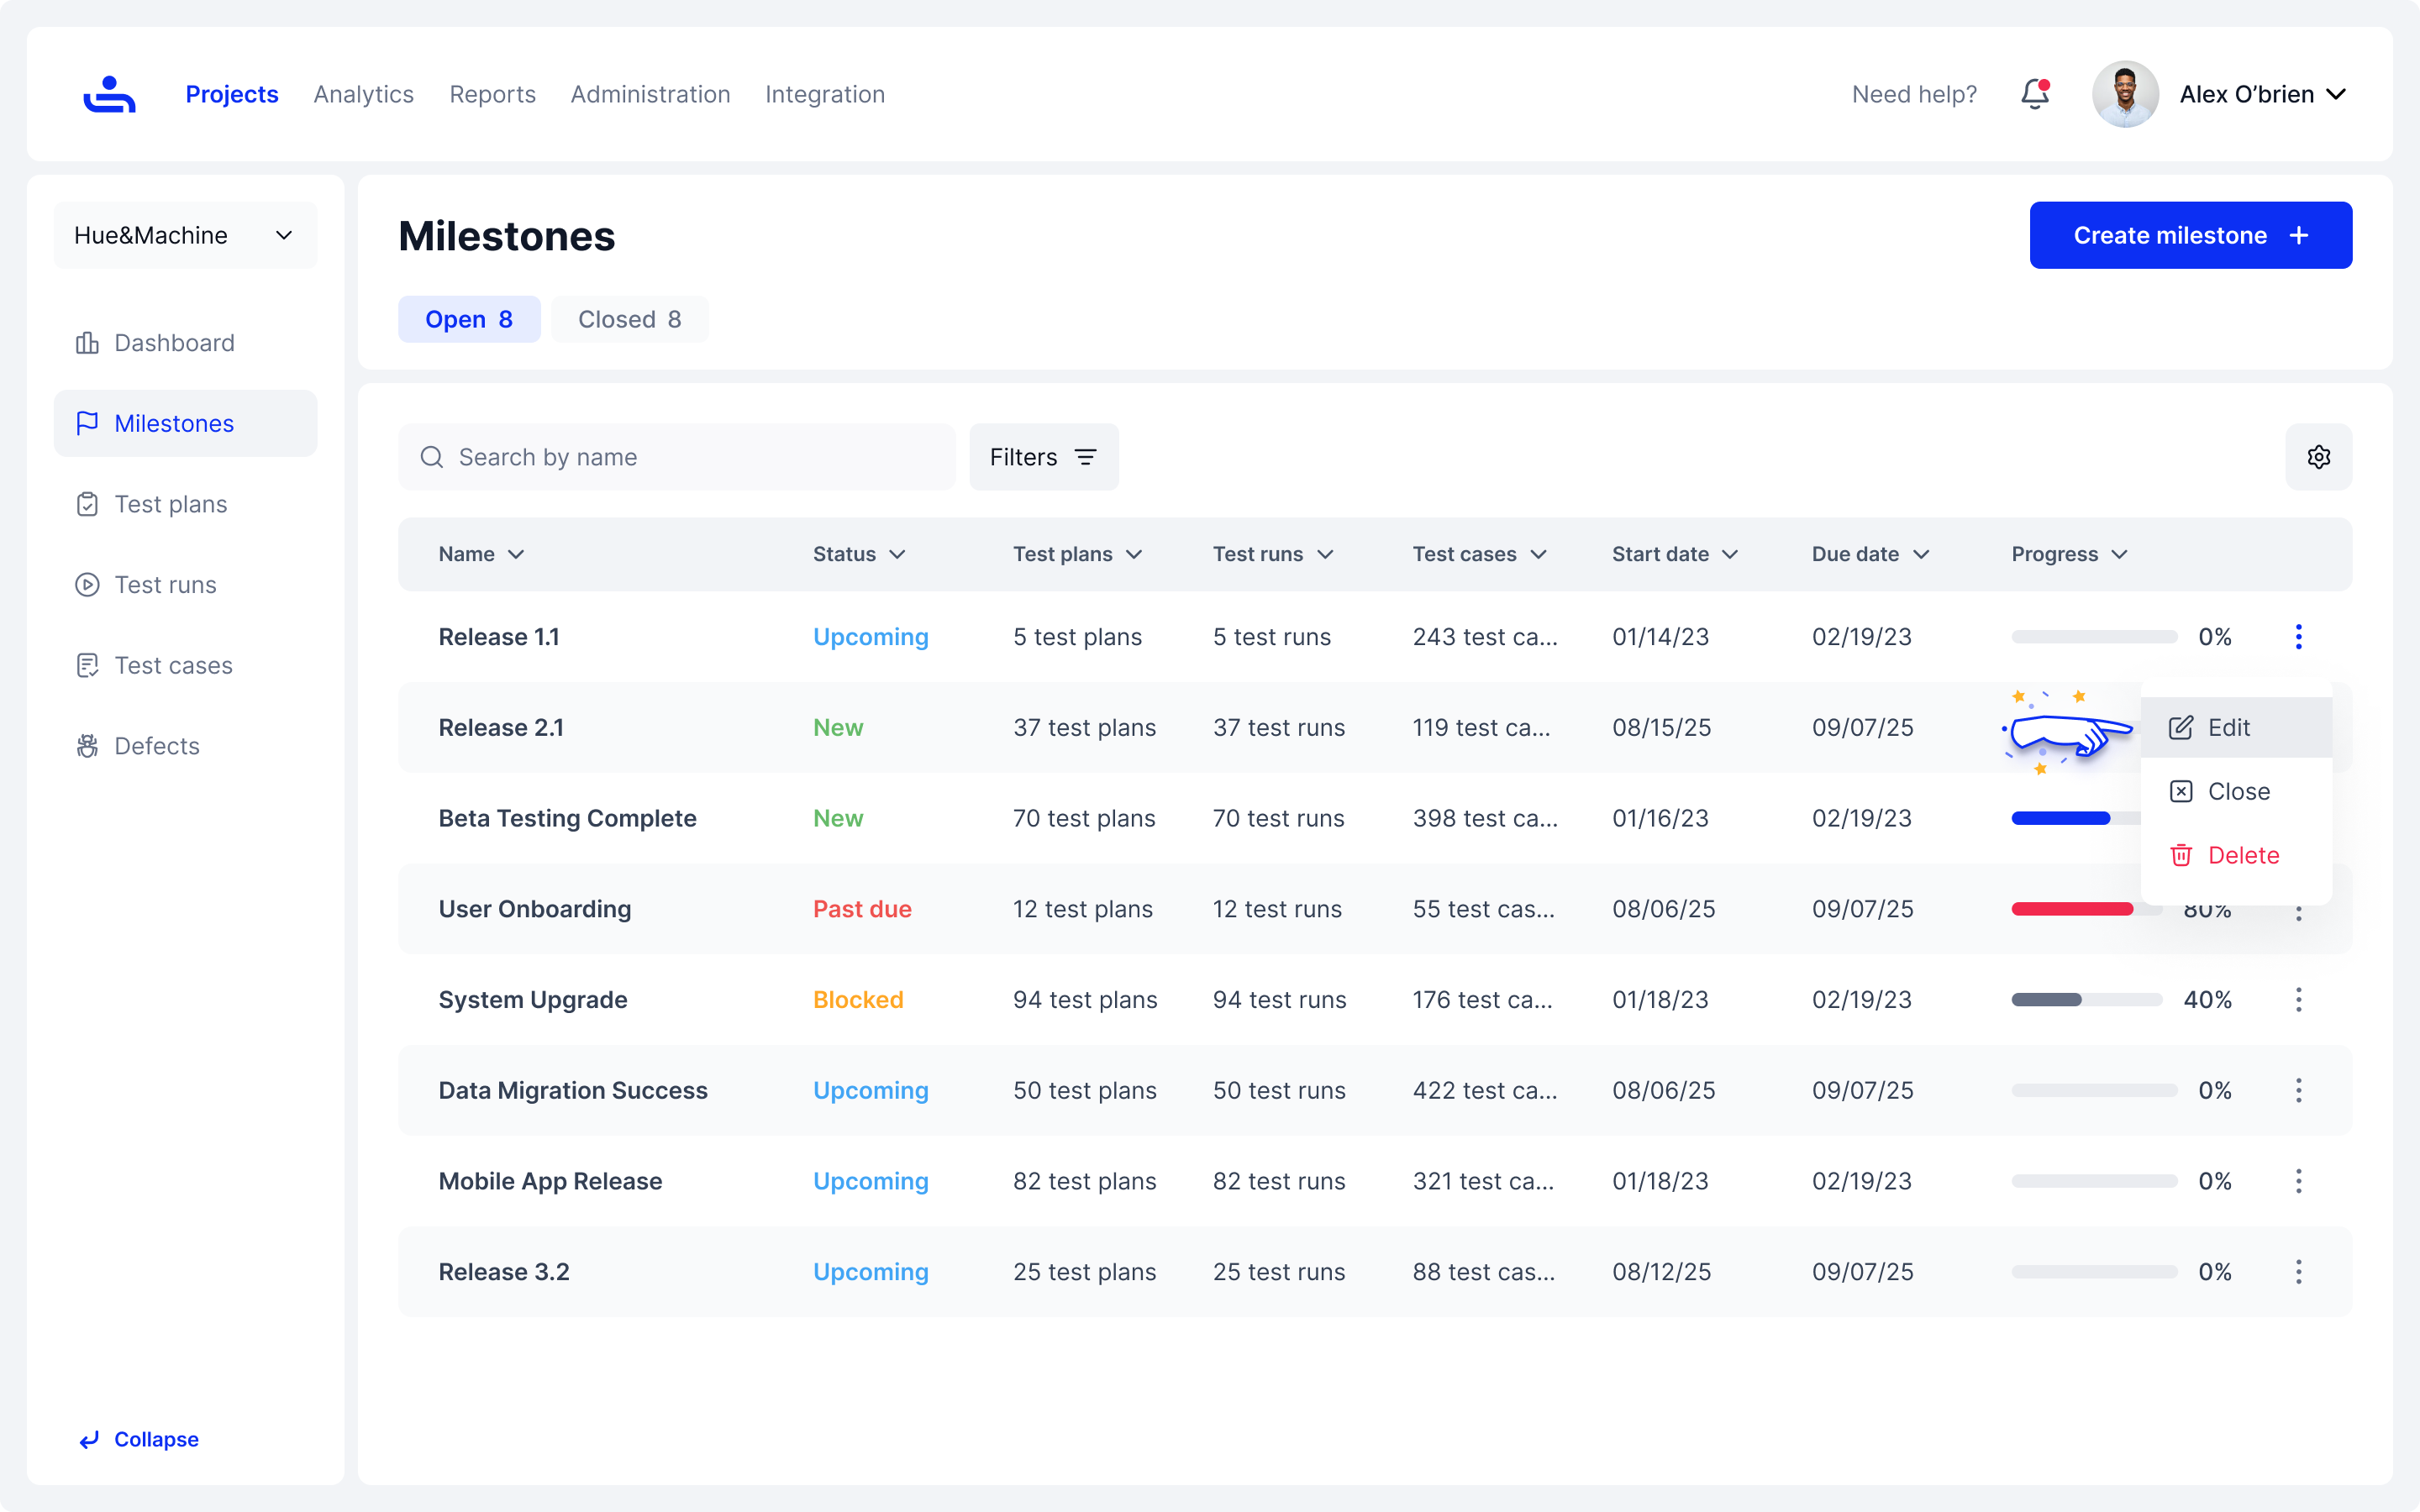 Projects Analytics Reports Administration Integration Need help? Alex O’brien
Hue&Machine
Dashboard
Milestones
Test plans
Test runs
Test cases
Defects
Collapse
Milestones
Create milestone
Open 8 Closed 8
Search by name Filters
Name Status Test plans Test runs Test cases Start date Due date Progress
Release 1.1 Upcoming 5 test plans 5 test runs 243 test ca... 01/14/23 02/19/23 0%
Release 2.1 New 37 test plans 37 test runs 119 test ca... 08/15/25 09/07/25
Beta Testing Complete New 70 test plans 70 test runs 398 test ca... 01/16/23 02/19/23
User Onboarding Past due 12 test plans 12 test runs 55 test cas... 08/06/25 09/07/25 80%
System Upgrade Blocked 94 test plans 94 test runs 176 test ca... 01/18/23 02/19/23 40%
Data Migration Success Upcoming 50 test plans 50 test runs 422 test ca... 08/06/25 09/07/25 0%
Mobile App Release Upcoming 82 test plans 82 test runs 321 test ca... 01/18/23 02/19/23 0%
Release 3.2 Upcoming 25 test plans 25 test runs 88 test cas... 08/12/25 09/07/25 0%
Edit
Close
Delete